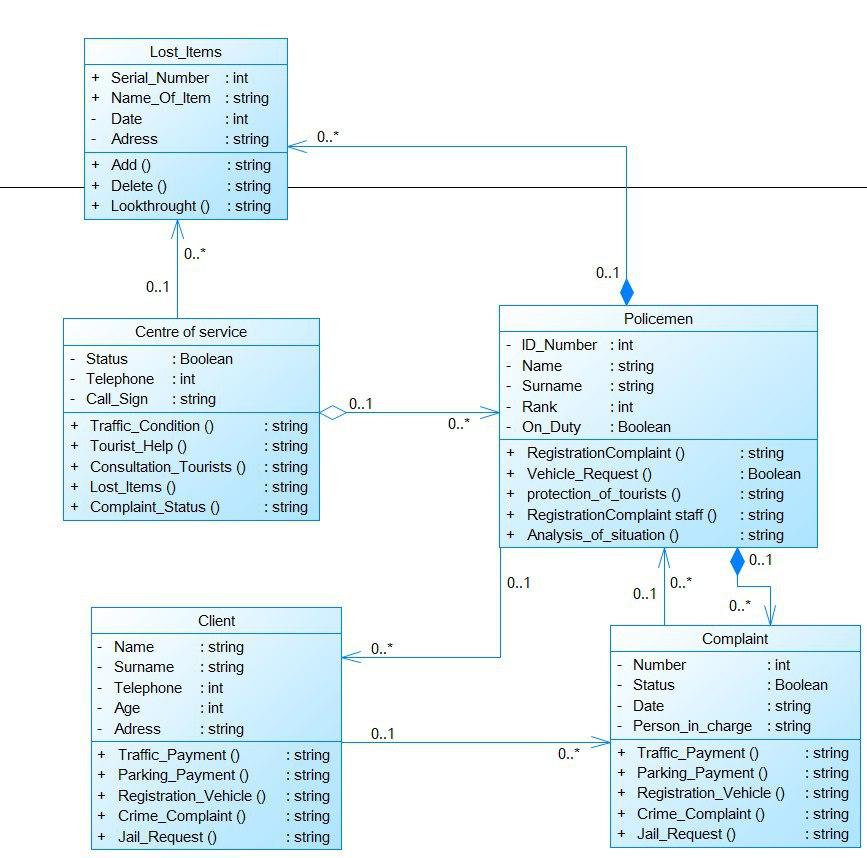 Lost_Items
+ Serial_Number : int
+ Name_Of_Item : string
- Date : int
- Adress : string
+ Add () : string
+ Delete () : string
+ Lookthrought () : string
0..*
0..*
0..1
0..1
Centre of service
- Status : Boolean
- Telephone : int
- Call_Sign : string
+ Traffic_Condition () : string
+ Tourist_Help () : string
+ Consultation_Tourists () : string
+ Lost_Items () : string
+ Complaint_Status () : string
0..1
0..*
Policemen
- ID_Number : int
- Name : string
- Surname : string
- Rank : int
- On_Duty : Boolean
+ RegistrationComplaint () : string
+ Vehicle_Request () : Boolean
+ protection_of_tourists () : string
+ RegistrationComplaint staff () : string
+ Analysis_of_situation () : string
0..1
0..*
0..1
0..*
0..1
0..*
Client
- Name : string
- Surname : string
- Telephone : int
- Age : int
- Adress : string
+ Traffic_Payment () : string
+ Parking_Payment () : string
+ Registration_Vehicle () : string
+ Crime_Complaint () : string
+ Jail_Request () : string
0..1
0..*
Complaint
- Number : int
- Status : Boolean
- Date : string
- Person_in_charge : string
+ Traffic_Payment () : string
+ Parking_Payment () : string
+ Registration_Vehicle () : string
+ Crime_Complaint () : string
+ Jail_Request () : string